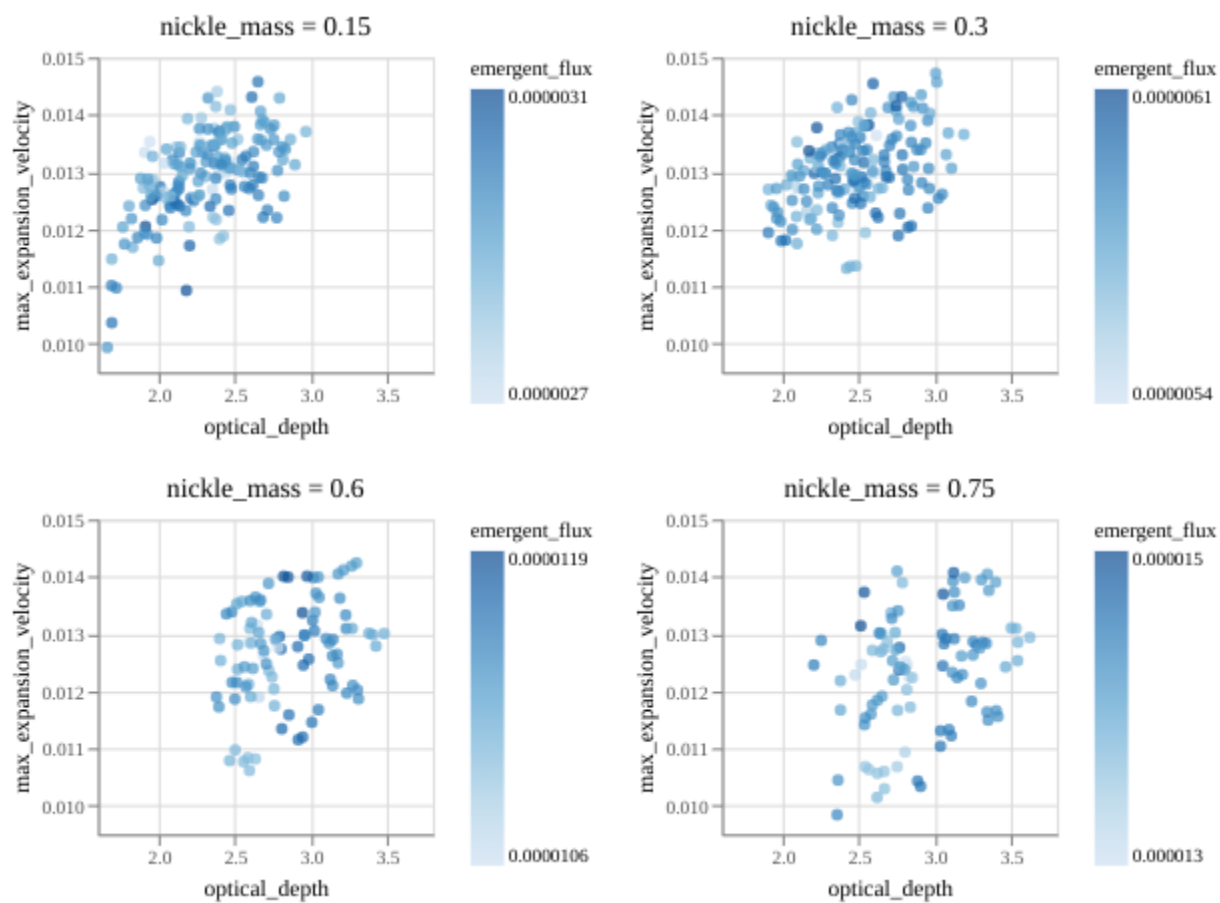 nickle_mass = 0.15
max_expansion_velocity
0.015
0.014
0.013
0.012
0.011
0.010
2.0 2.5 3.0 3.5
optical_depth
emergent_flux
0.0000031
0.0000027
nickle_mass = 0.3
max_expansion_velocity
0.015
0.014
0.013
0.012
0.011
0.010
2.0 2.5 3.0 3.5
optical_depth
emergent_flux
0.0000061
0.0000054
nickle_mass = 0.6
max_expansion_velocity
0.015
0.014
0.013
0.012
0.011
0.010
2.0 2.5 3.0 3.5
optical_depth
emergent_flux
0.0000119
0.0000106
nickle_mass = 0.75
max_expansion_velocity
0.015
0.014
0.013
0.012
0.011
0.010
2.0 2.5 3.0 3.5
optical_depth
emergent_flux
0.000015
0.000013